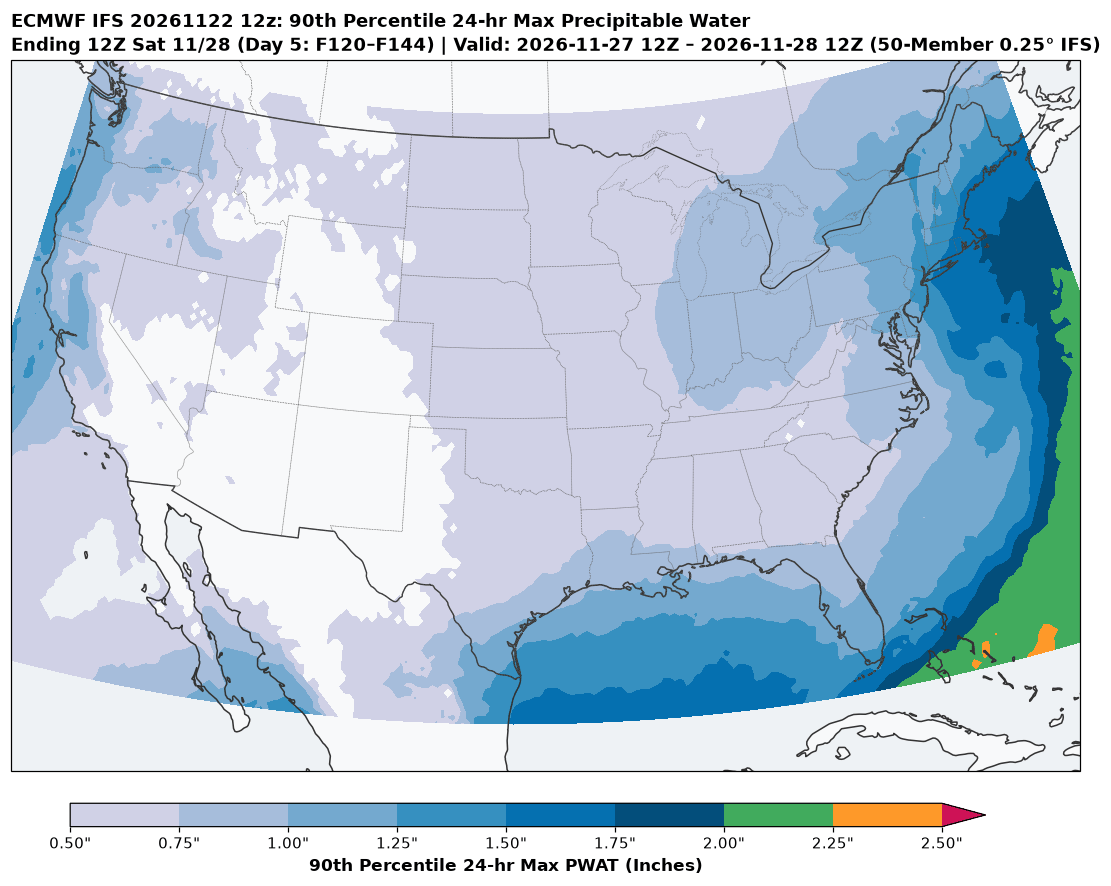 ECMWF IFS 20261122 12z: 90th Percentile 24-hr Max Precipitable Water
Ending 12Z Sat 11/28 (Day 5: F120–F144) | Valid: 2026-11-27 12Z – 2026-11-28 12Z (50-Member 0.25° IFS)
0.50" 0.75" 1.00" 1.25" 1.50" 1.75" 2.00" 2.25" 2.50"
90th Percentile 24-hr Max PWAT (Inches)